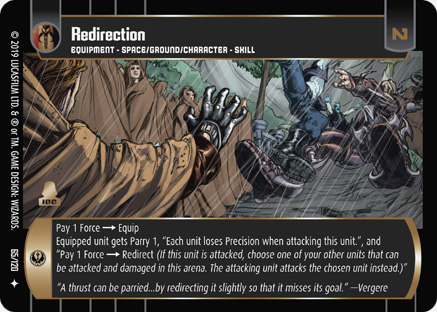 Redirection
N
EQUIPMENT - SPACE/GROUND/CHARACTER - SKILL
Pay 1 Force → Equip
Equipped unit gets Parry 1, "Each unit loses Precision when attacking this unit.", and
"Pay 1 Force → Redirect (If this unit is attacked, choose one of your other units that can
be attacked and damaged in this arena. The attacking unit attacks the chosen unit instead.)"
"A thrust can be parried...by redirecting it slightly so that it misses its goal." —Vergere
© 2019 LUCASFILM LTD. & ® or TM. GAME DESIGN: WIZARDS.